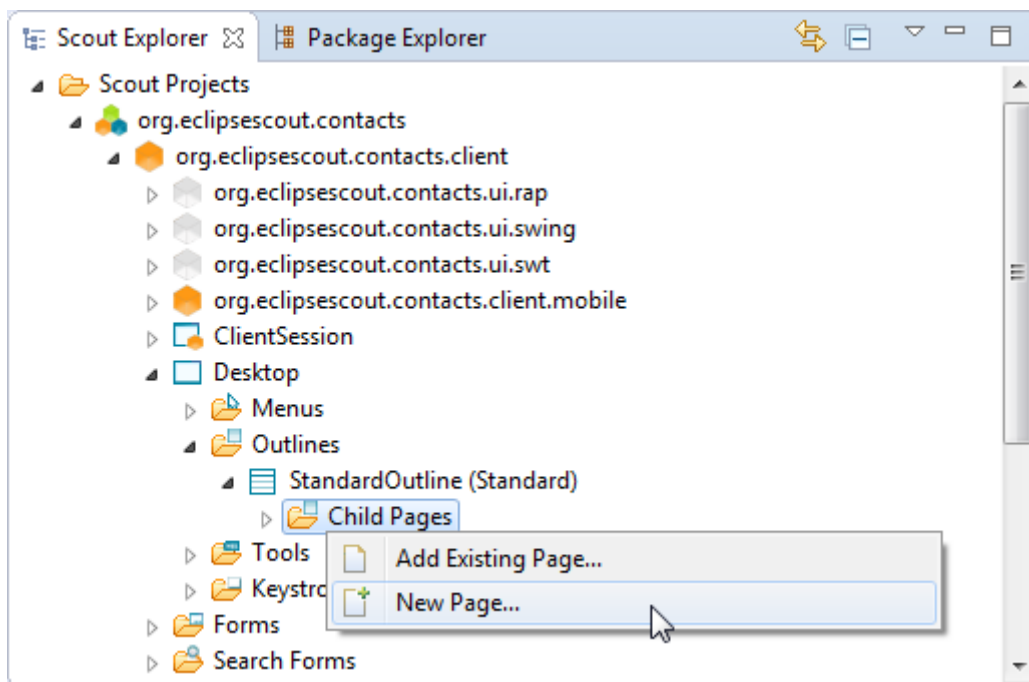 Scout Explorer Package Explorer
Scout Projects
org.eclipsescout.contacts
org.eclipsescout.contacts.client
org.eclipsescout.contacts.ui.rap
org.eclipsescout.contacts.ui.swing
org.eclipsescout.contacts.ui.swt
org.eclipsescout.contacts.client.mobile
ClientSession
Desktop
Menus
Outlines
StandardOutline (Standard)
Child Pages
Tools
Add Existing Page...
Keystro
New Page...
Forms
Search Forms